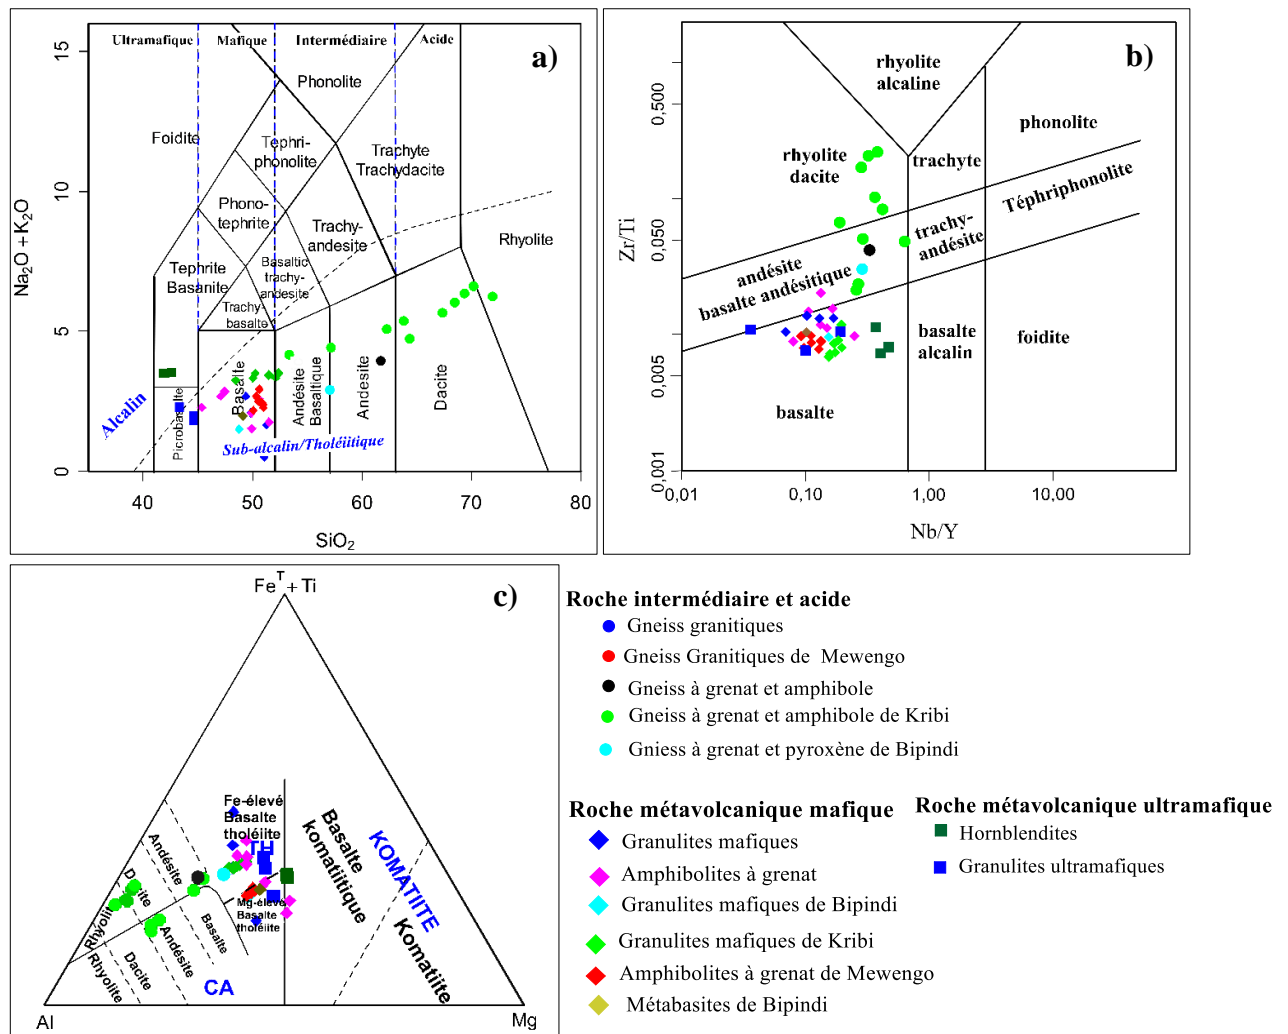 a)
Ultramafique
Mafique
Intermédiaire
Acide
15
10
5
0
Na2O + K2O
Phonolite
Foidite
Tephri-
phonolite
Trachyte
Trachydacite
Phono-
tephrite
Trachy-
andesite
Rhyolite
Tephrite
Basanite
Basaltic
trachy-
andesite
Trachy-
basalte
Alcalin
Picrobasalte
Basalte
Andésite
Basaltique
Andesite
Dacite
Sub-alcalin/Tholéiitique
40
50
60
70
80
SiO2
b)
rhyolite
alcaline
0,500
phonolite
rhyolite
dacite
trachyte
Téphriphonolite
Zr/Ti
0,050
trachy-
andésite
andésite
basalte andésitique
basalte
alcalin
foidite
0,005
basalte
0,001
0,01
0,10
1,00
10,00
Nb/Y
c)
FeT + Ti
Fe-élevé
Basalte
tholéiite
TH
Basalte
komatiitique
KOMATIITE
Komatiite
Andésite
Dacite
Rhyolit
Mg-élevé
Basalte
tholéiite
Basalte
Andésite
Dacite
Rhyolite
CA
Al
Mg
Roche intermédiaire et acide
Gneiss granitiques
Gneiss Granitiques de Mewengo
Gneiss à grenat et amphibole
Gneiss à grenat et amphibole de Kribi
Gniess à grenat et pyroxène de Bipindi
Roche métavolcanique mafique
Granulites mafiques
Amphibolites à grenat
Granulites mafiques de Bipindi
Granulites mafiques de Kribi
Amphibolites à grenat de Mewengo
Métabasites de Bipindi
Roche métavolcanique ultramafique
Hornblendites
Granulites ultramafiques